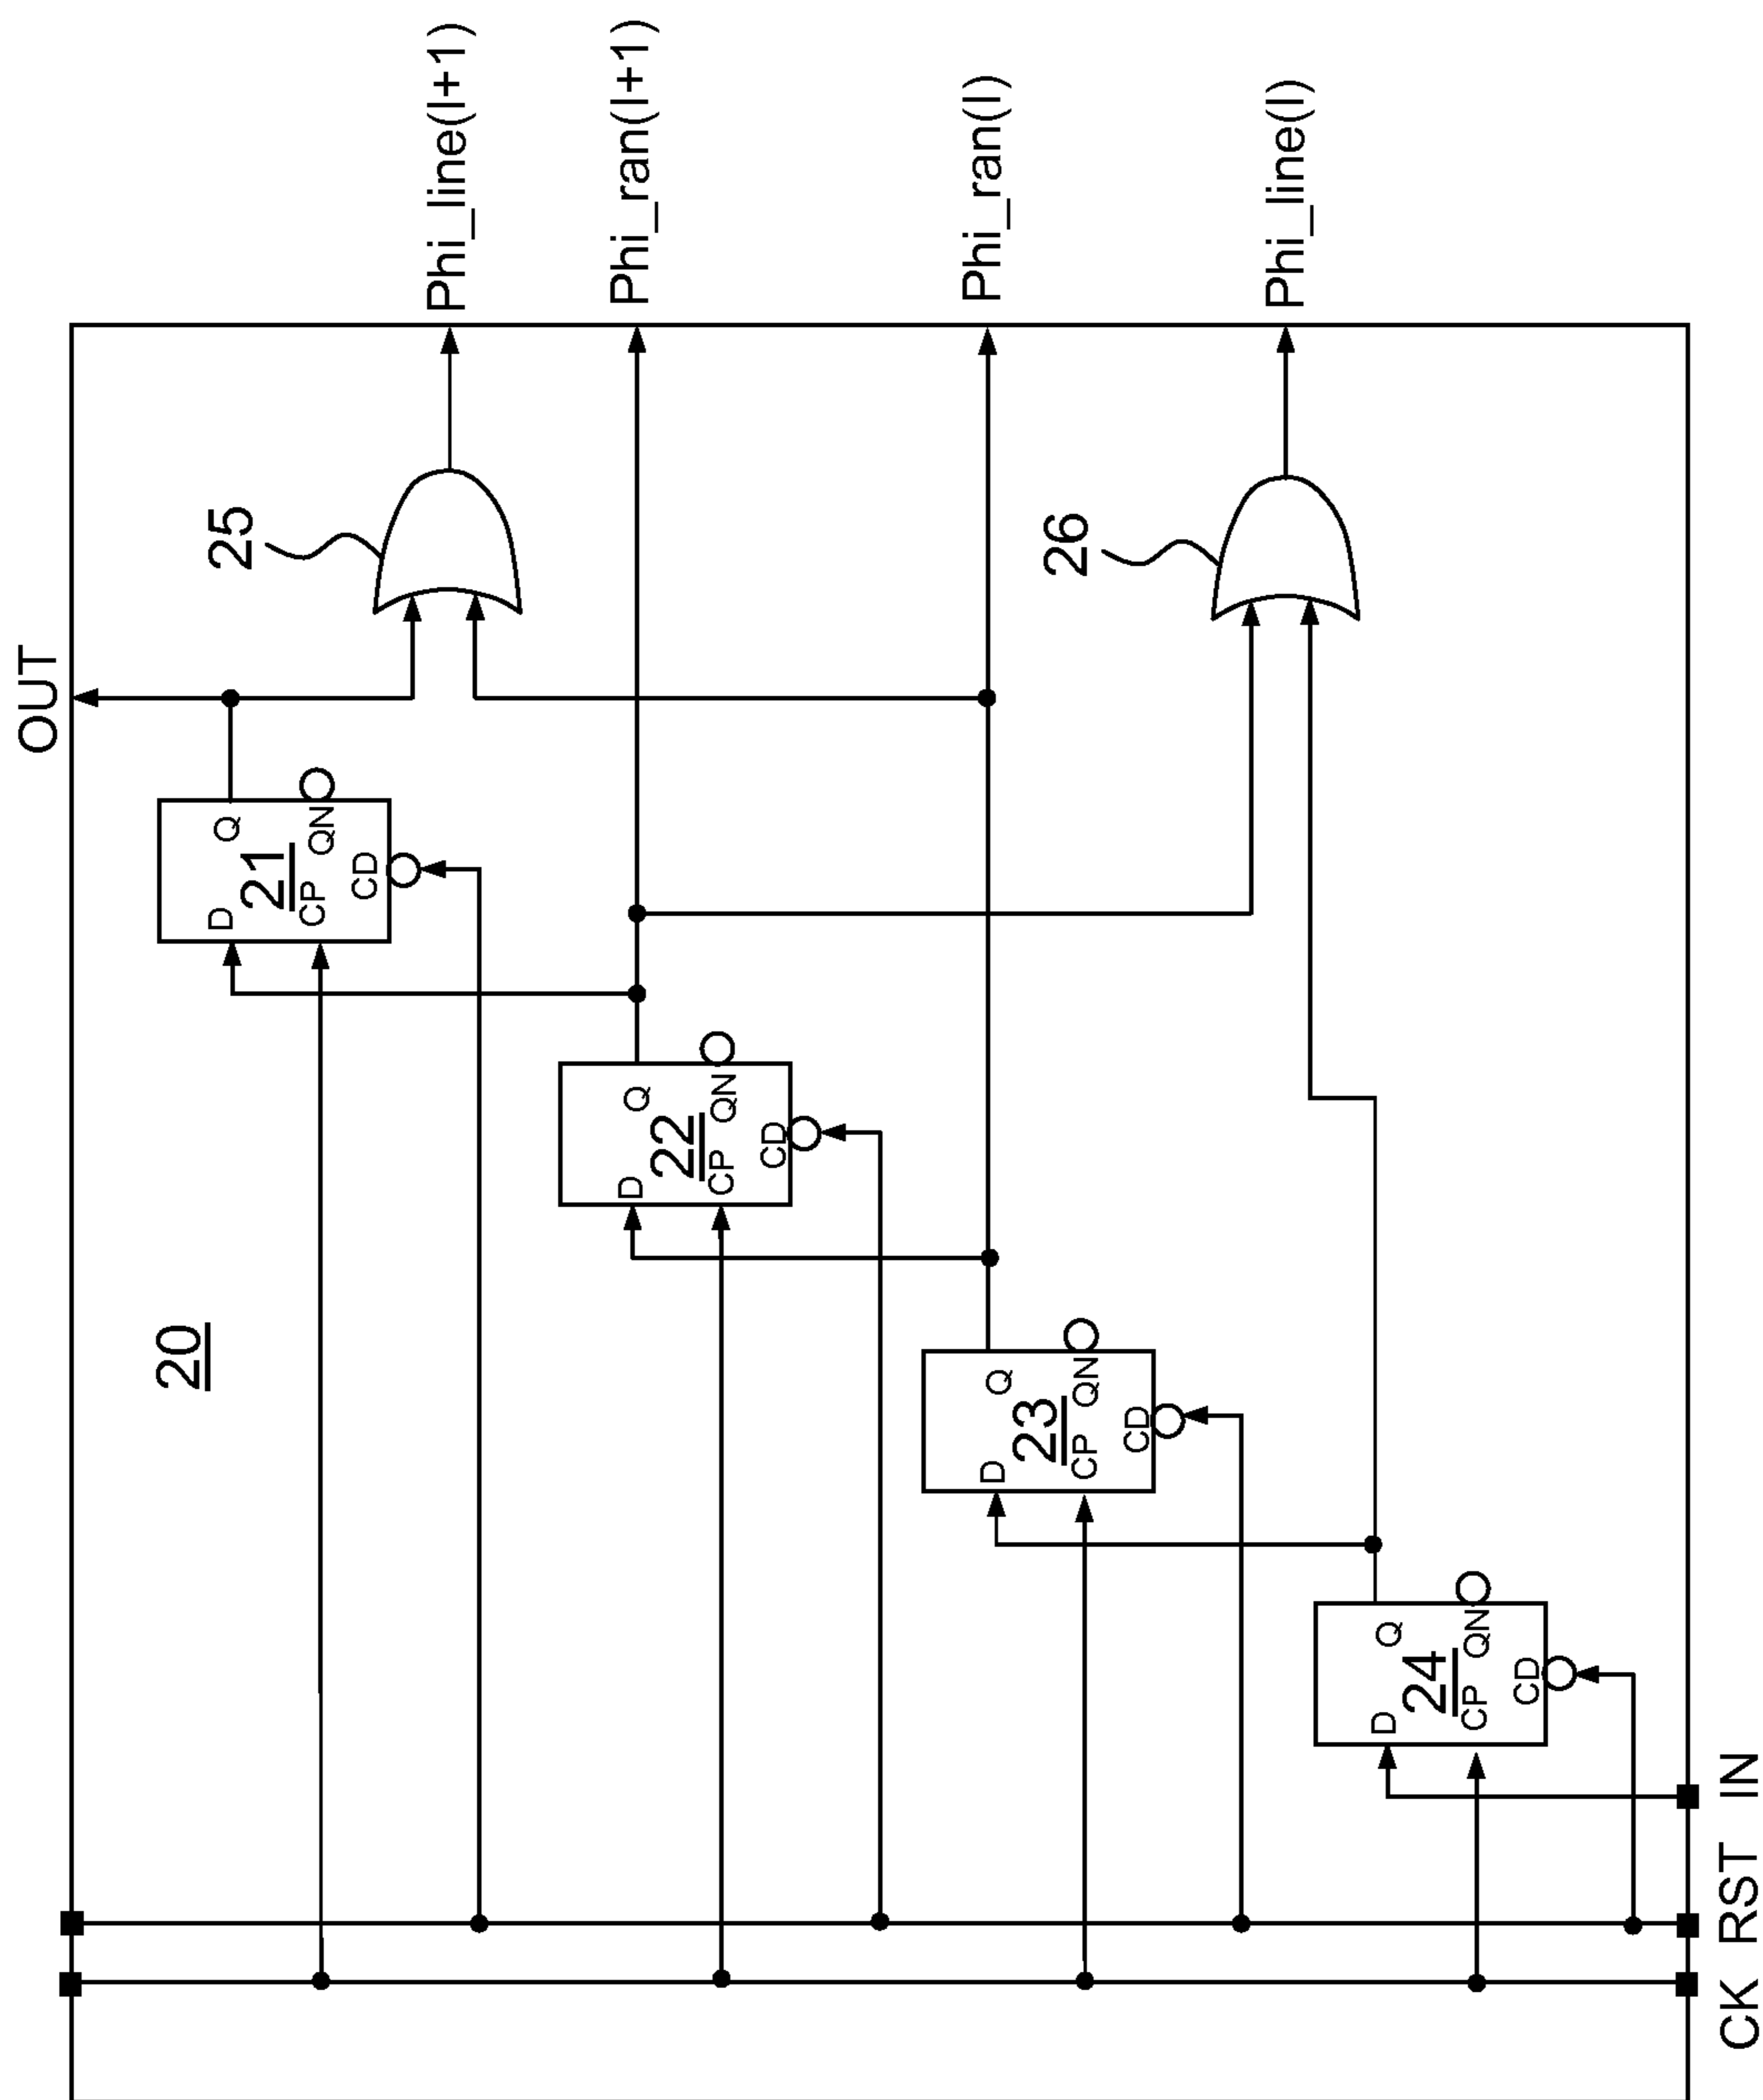 OUT
Phi_line(l+1)
Phi_ran(l+1)
Phi_ran(l)
Phi_line(l)
20
25
26
21
D
Q
CP
QN
CD
22
D
Q
CP
QN
CD
23
D
Q
CP
QN
CD
24
D
Q
CP
QN
CD
CK
RST
IN